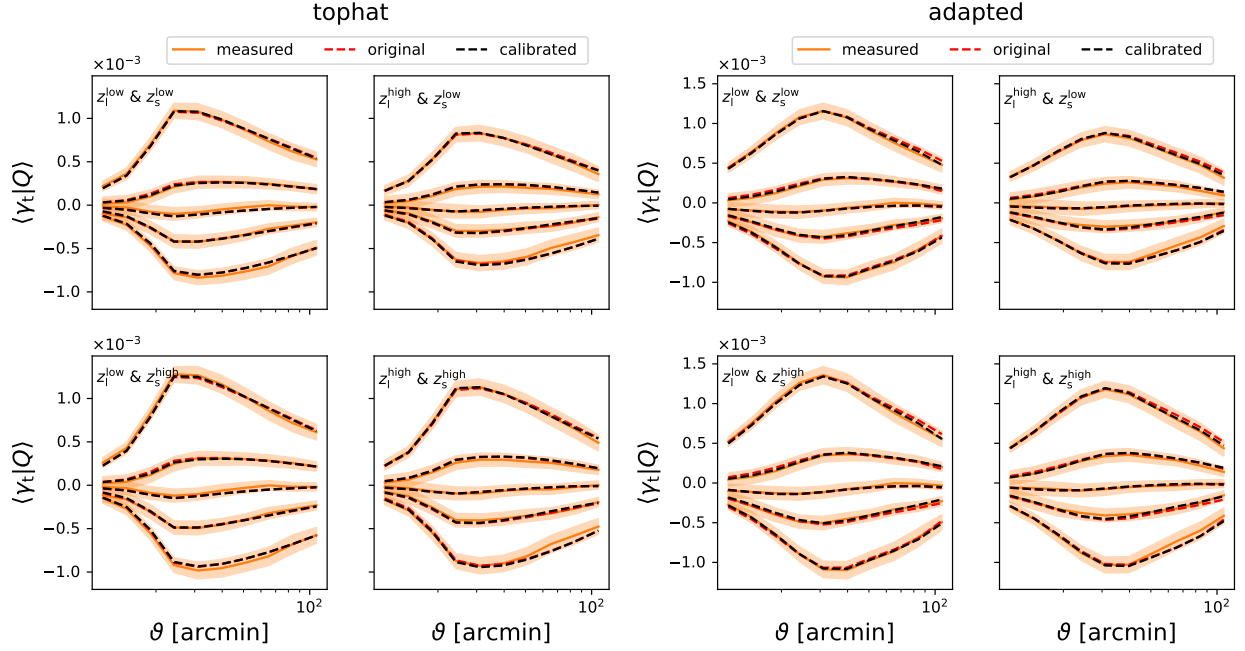 tophat
adapted
measured original calibrated
measured original calibrated
×10⁻³
×10⁻³
z_l^low & z_s^low
z_l^high & z_s^low
z_l^low & z_s^low
z_l^high & z_s^low
1.0
0.5
0.0
−0.5
−1.0
⟨γ_t|Q⟩
1.5
1.0
0.5
0.0
−0.5
−1.0
⟨γ_t|Q⟩
×10⁻³
×10⁻³
z_l^low & z_s^high
z_l^high & z_s^high
z_l^low & z_s^high
z_l^high & z_s^high
1.0
0.5
0.0
−0.5
−1.0
⟨γ_t|Q⟩
1.5
1.0
0.5
0.0
−0.5
−1.0
⟨γ_t|Q⟩
10²
10²
10²
10²
ϑ [arcmin]
ϑ [arcmin]
ϑ [arcmin]
ϑ [arcmin]